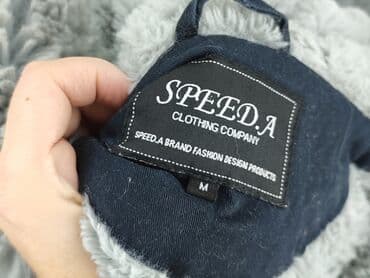 SPEED.A
CLOTHING COMPANY
SPEED.A BRAND FASHION DESIGN PRODUCTS
M